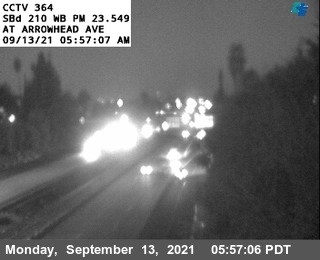 CCTV 364
SBd 210 WB PM 23.549
AT ARROWHEAD AVE
09/13/21 05:57:07 AM
Monday, September 13, 2021 05:57:06 PDT